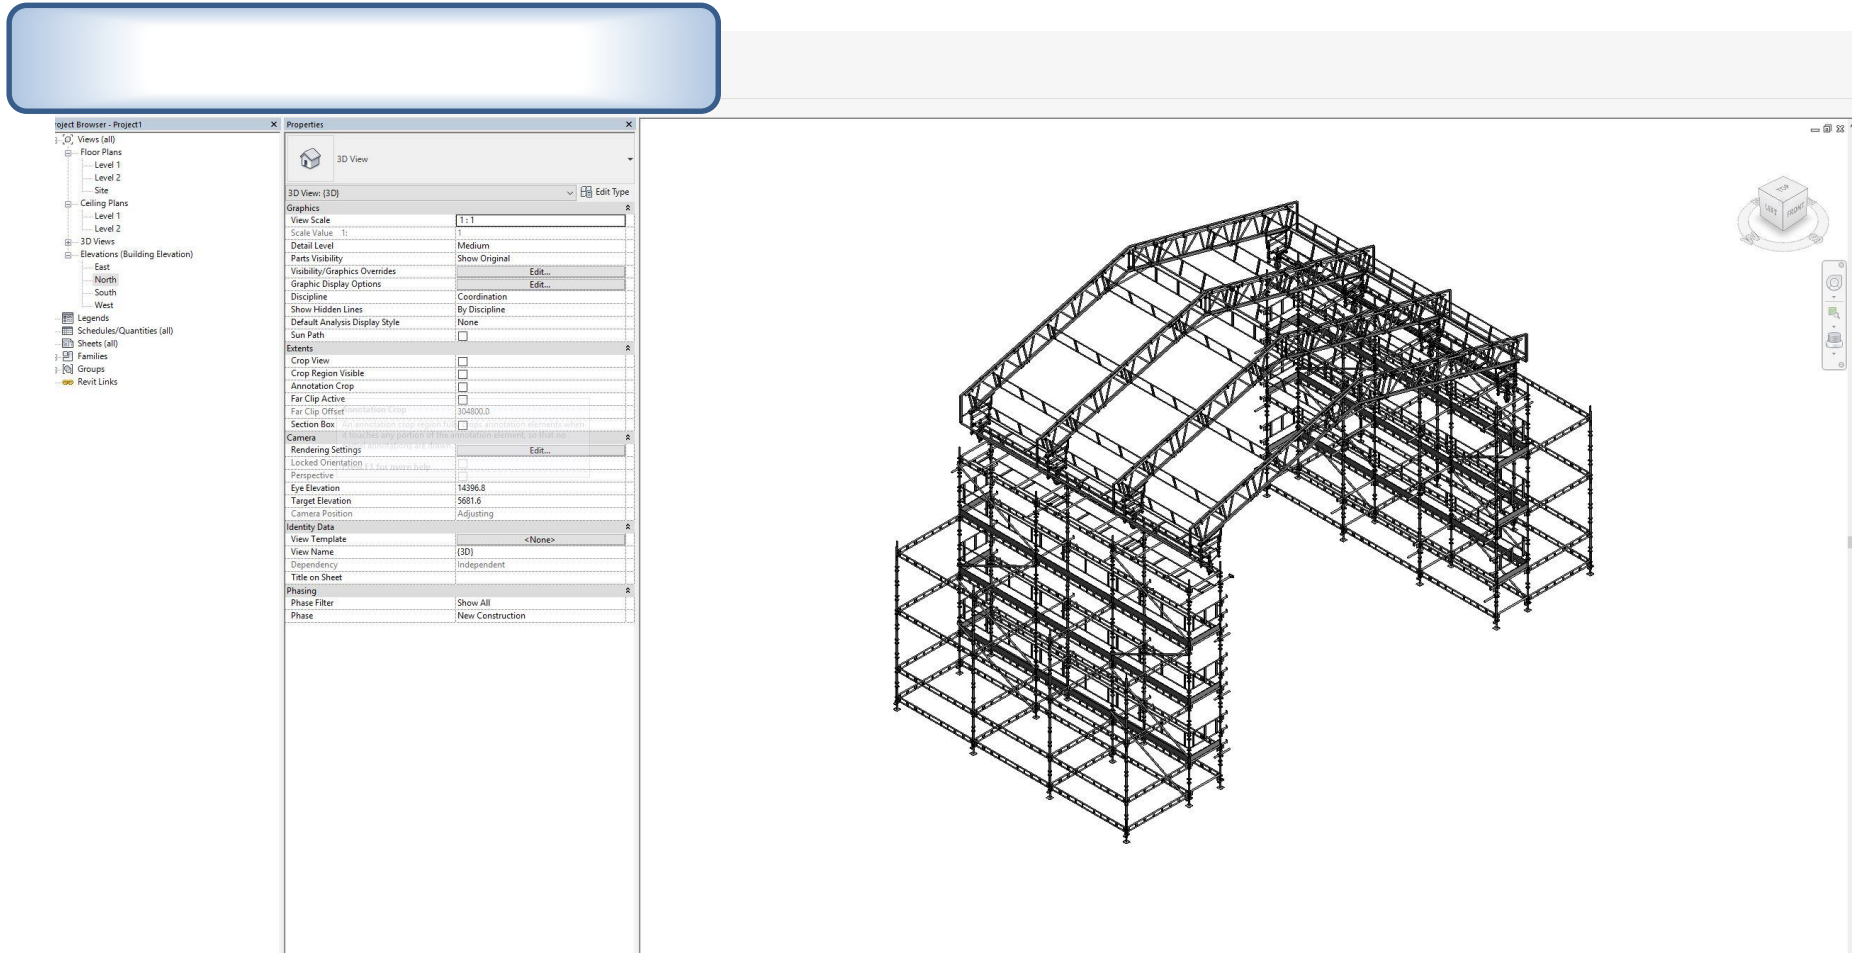 oject Browser - Project1
Views (all)
Floor Plans
Level 1
Level 2
Site
Ceiling Plans
Level 1
Level 2
3D Views
Elevations (Building Elevation)
East
North
South
West
Legends
Schedules/Quantities (all)
Sheets (all)
Families
Groups
Revit Links
Properties
3D View
3D View: {3D}
Edit Type
Graphics
View Scale 1 : 1
Scale Value 1: 1
Detail Level Medium
Parts Visibility Show Original
Visibility/Graphics Overrides Edit...
Graphic Display Options Edit...
Discipline Coordination
Show Hidden Lines By Discipline
Default Analysis Display Style None
Sun Path
Extents
Crop View
Crop Region Visible
Annotation Crop
Far Clip Active
Far Clip Offset 304800.0
Section Box
Camera
Rendering Settings Edit...
Locked Orientation
Perspective
Eye Elevation 14396.8
Target Elevation 5681.6
Camera Position Adjusting
Identity Data
View Template <None>
View Name {3D}
Dependency Independent
Title on Sheet
Phasing
Phase Filter Show All
Phase New Construction
TOP
LEFT
FRONT